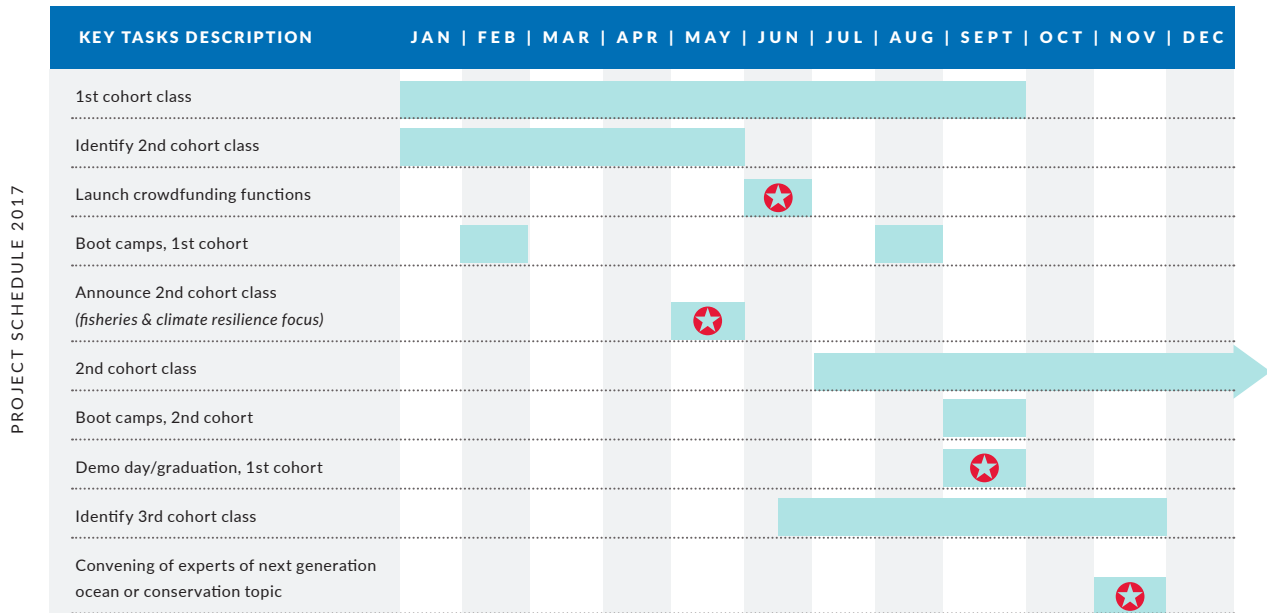 KEY TASKS DESCRIPTION JAN | FEB | MAR | APR | MAY | JUN | JUL | AUG | SEPT | OCT | NOV | DEC
PROJECT SCHEDULE 2017
1st cohort class
Identify 2nd cohort class
Launch crowdfunding functions
Boot camps, 1st cohort
Announce 2nd cohort class
(fisheries & climate resilience focus)
2nd cohort class
Boot camps, 2nd cohort
Demo day/graduation, 1st cohort
Identify 3rd cohort class
Convening of experts of next generation
ocean or conservation topic